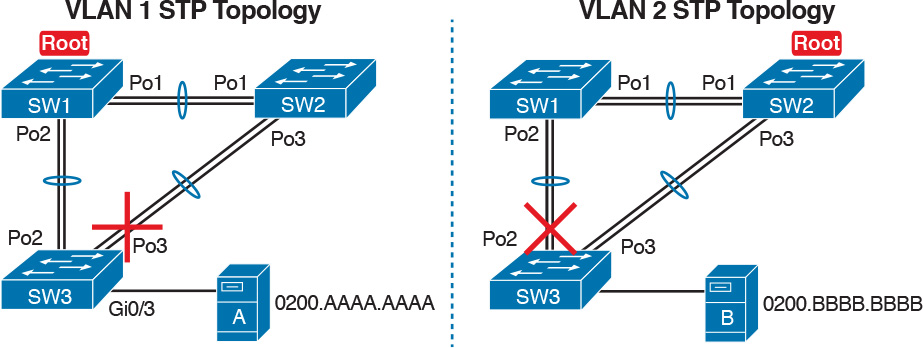 VLAN 1 STP Topology
Root
SW1
Po1
Po1
SW2
Po2
Po3
Po2
Po3
SW3
Gi0/3
A
0200.AAAA.AAAA
VLAN 2 STP Topology
Root
SW1
Po1
Po1
SW2
Po2
Po3
Po2
Po3
SW3
B
0200.BBBB.BBBB